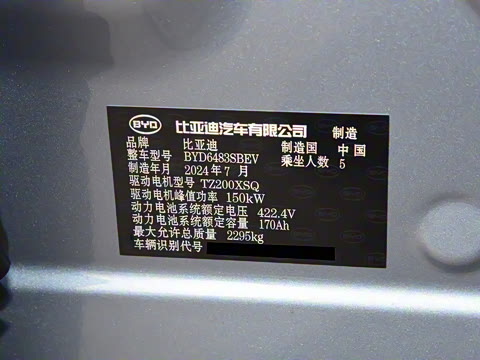 BYD 比亚迪汽车有限公司 制造
品牌 比亚迪 制造国 中国
整车型号 BYD6483SBEV 乘坐人数 5
制造年月 2024年7月
驱动电机型号 TZ200XSQ
驱动电机峰值功率 150kW
动力电池系统额定电压 422.4V
动力电池系统额定容量 170Ah
最大允许总质量 2295kg
车辆识别代号